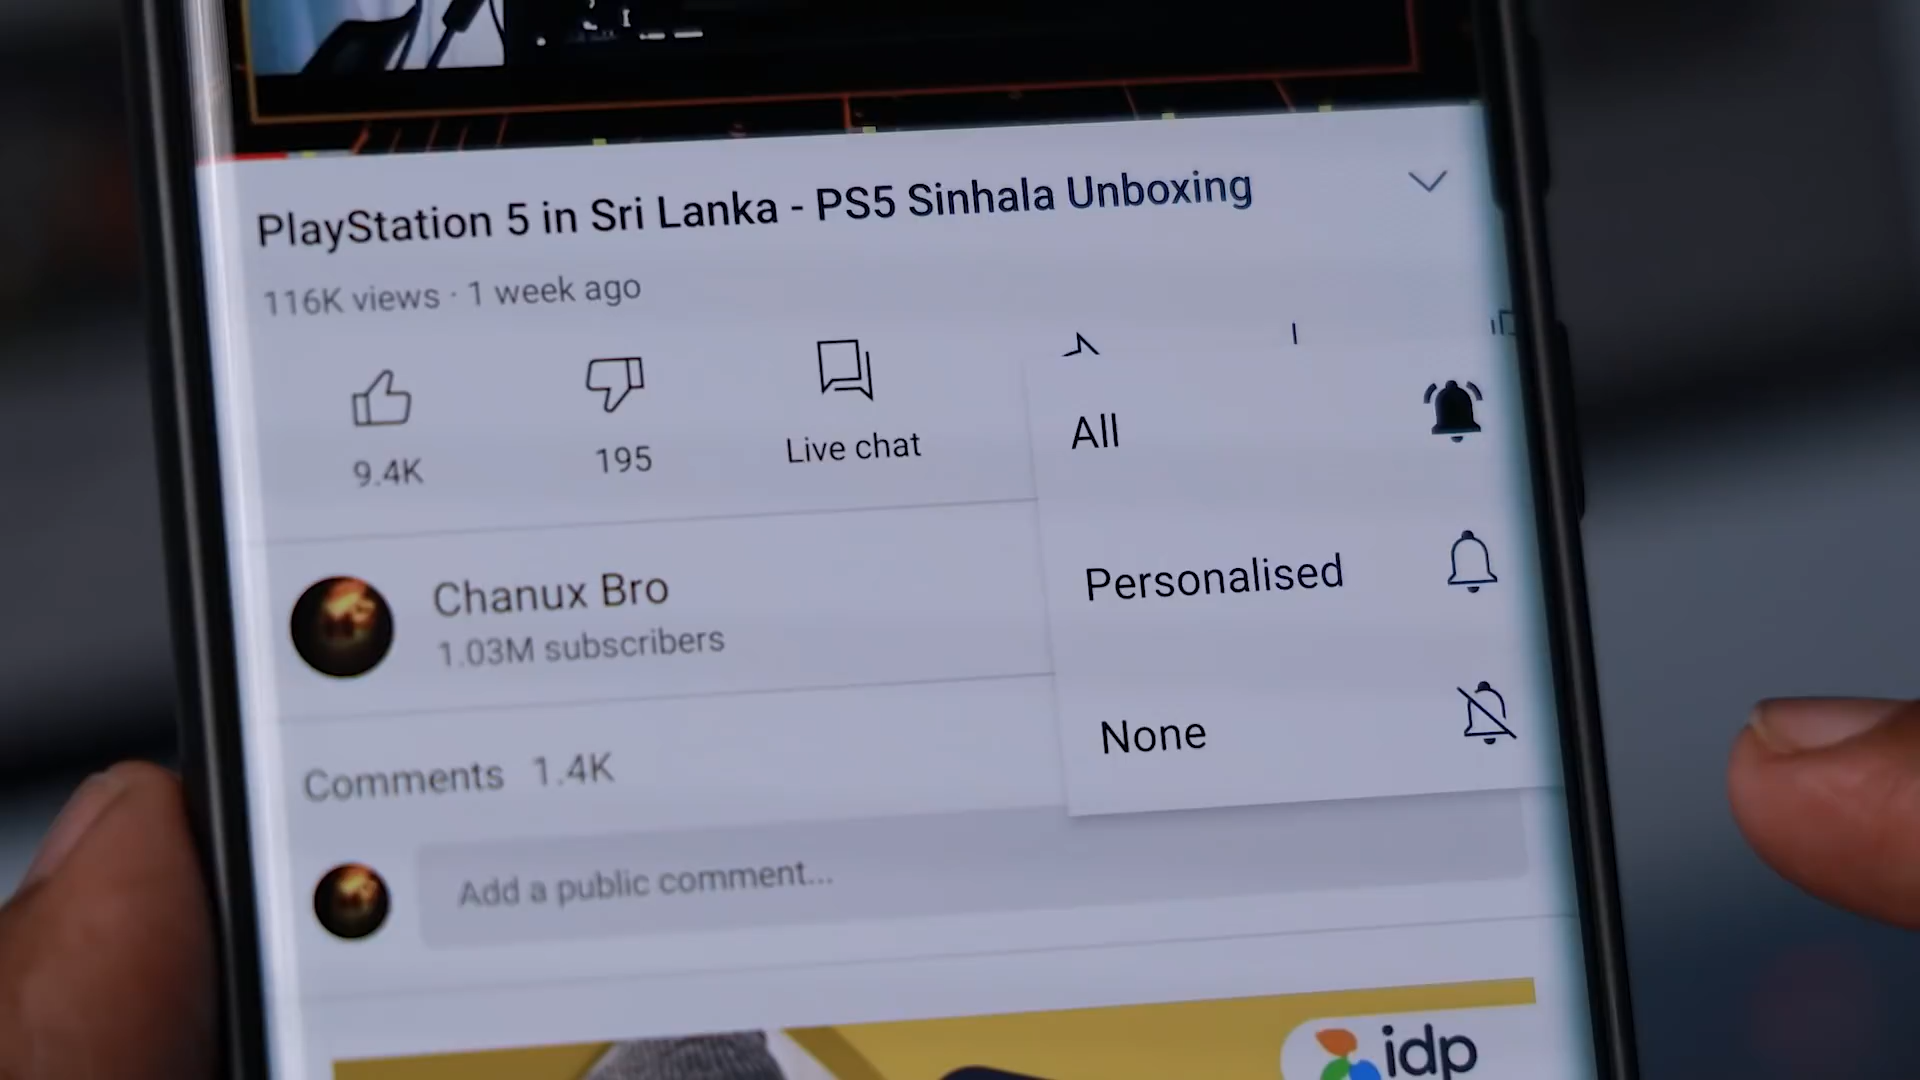 PlayStation 5 in Sri Lanka - PS5 Sinhala Unboxing
116K views · 1 week ago
9.4K
195
Live chat
All
Personalised
None
Chanux Bro
1.03M subscribers
Comments 1.4K
Add a public comment...
idp